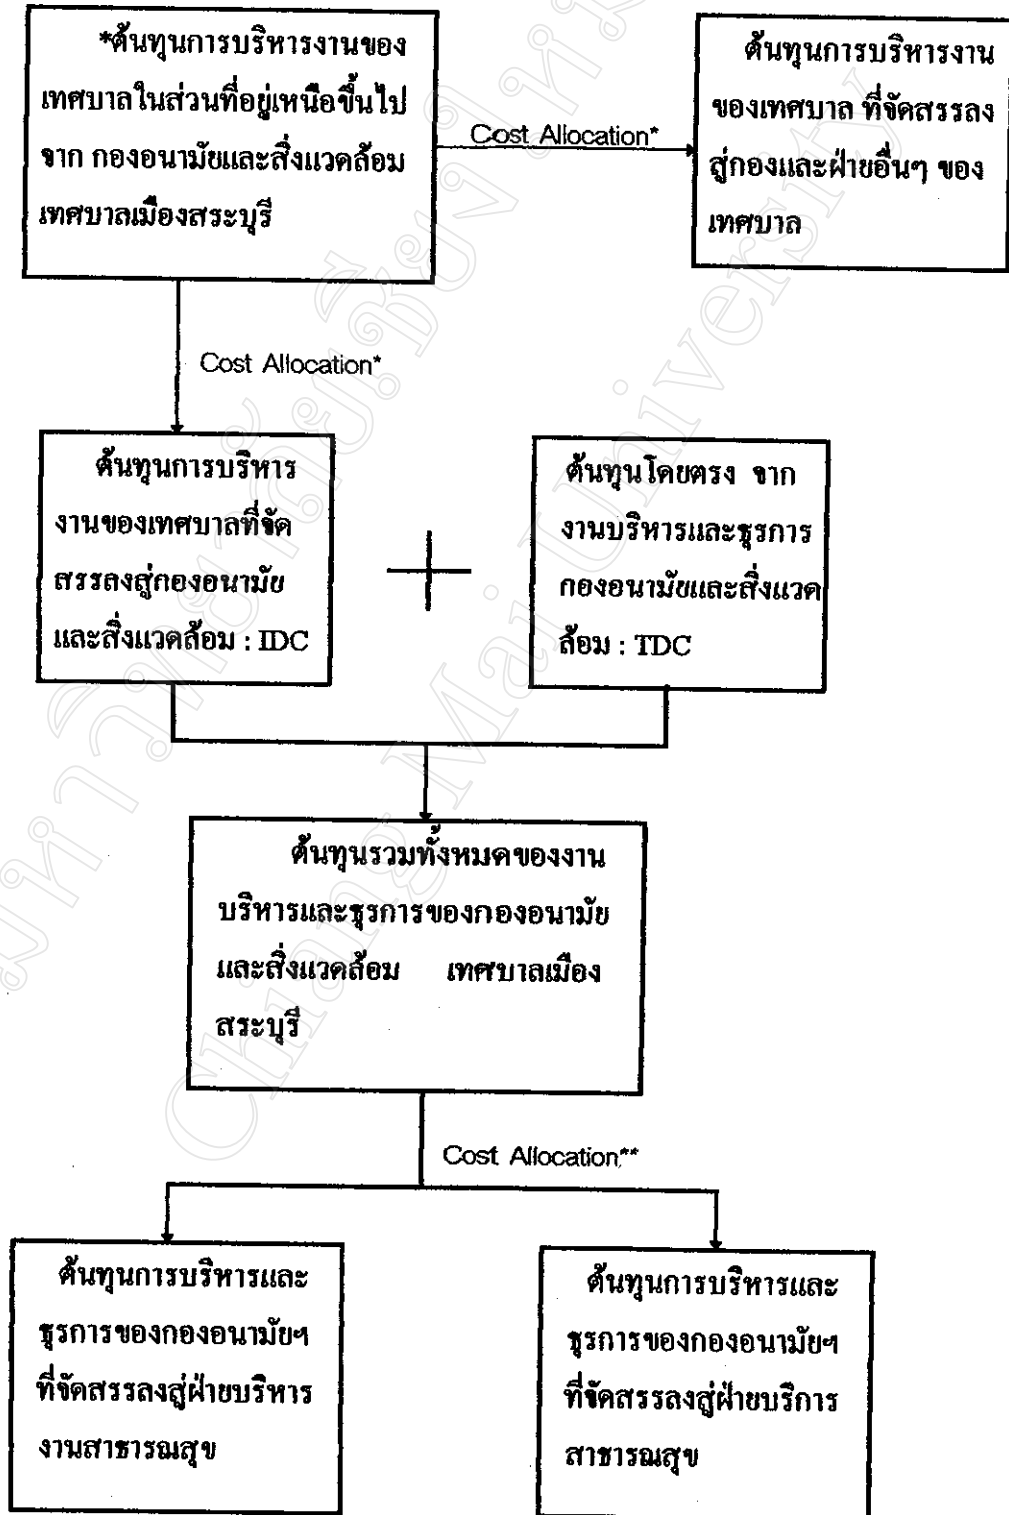 *ต้นทุนการบริหารงานของ
เทศบาลในส่วนที่อยู่เหนือขึ้นไป
จาก กองอนามัยและสิ่งแวดล้อม
เทศบาลเมืองสระบุรี
Cost Allocation*
ต้นทุนการบริหารงาน
ของเทศบาล ที่จัดสรรลง
สู่กองและฝ่ายอื่นๆ ของ
เทศบาล
Cost Allocation*
ต้นทุนการบริหาร
งานของเทศบาลที่จัด
สรรลงสู่กองอนามัย
และสิ่งแวดล้อม : IDC
+
ต้นทุนโดยตรง จาก
งานบริหารและธุรการ
กองอนามัยและสิ่งแวด
ล้อม : TDC
ต้นทุนรวมทั้งหมดของงาน
บริหารและธุรการของกองอนามัย
และสิ่งแวดล้อม เทศบาลเมือง
สระบุรี
Cost Allocation**
ต้นทุนการบริหารและ
ธุรการของกองอนามัยฯ
ที่จัดสรรลงสู่ฝ่ายบริหาร
งานสาธารณสุข
ต้นทุนการบริหารและ
ธุรการของกองอนามัยฯ
ที่จัดสรรลงสู่ฝ่ายบริการ
สาธารณสุข
มหาวิทยาลัยเชียงใหม่
Chiang Mai University